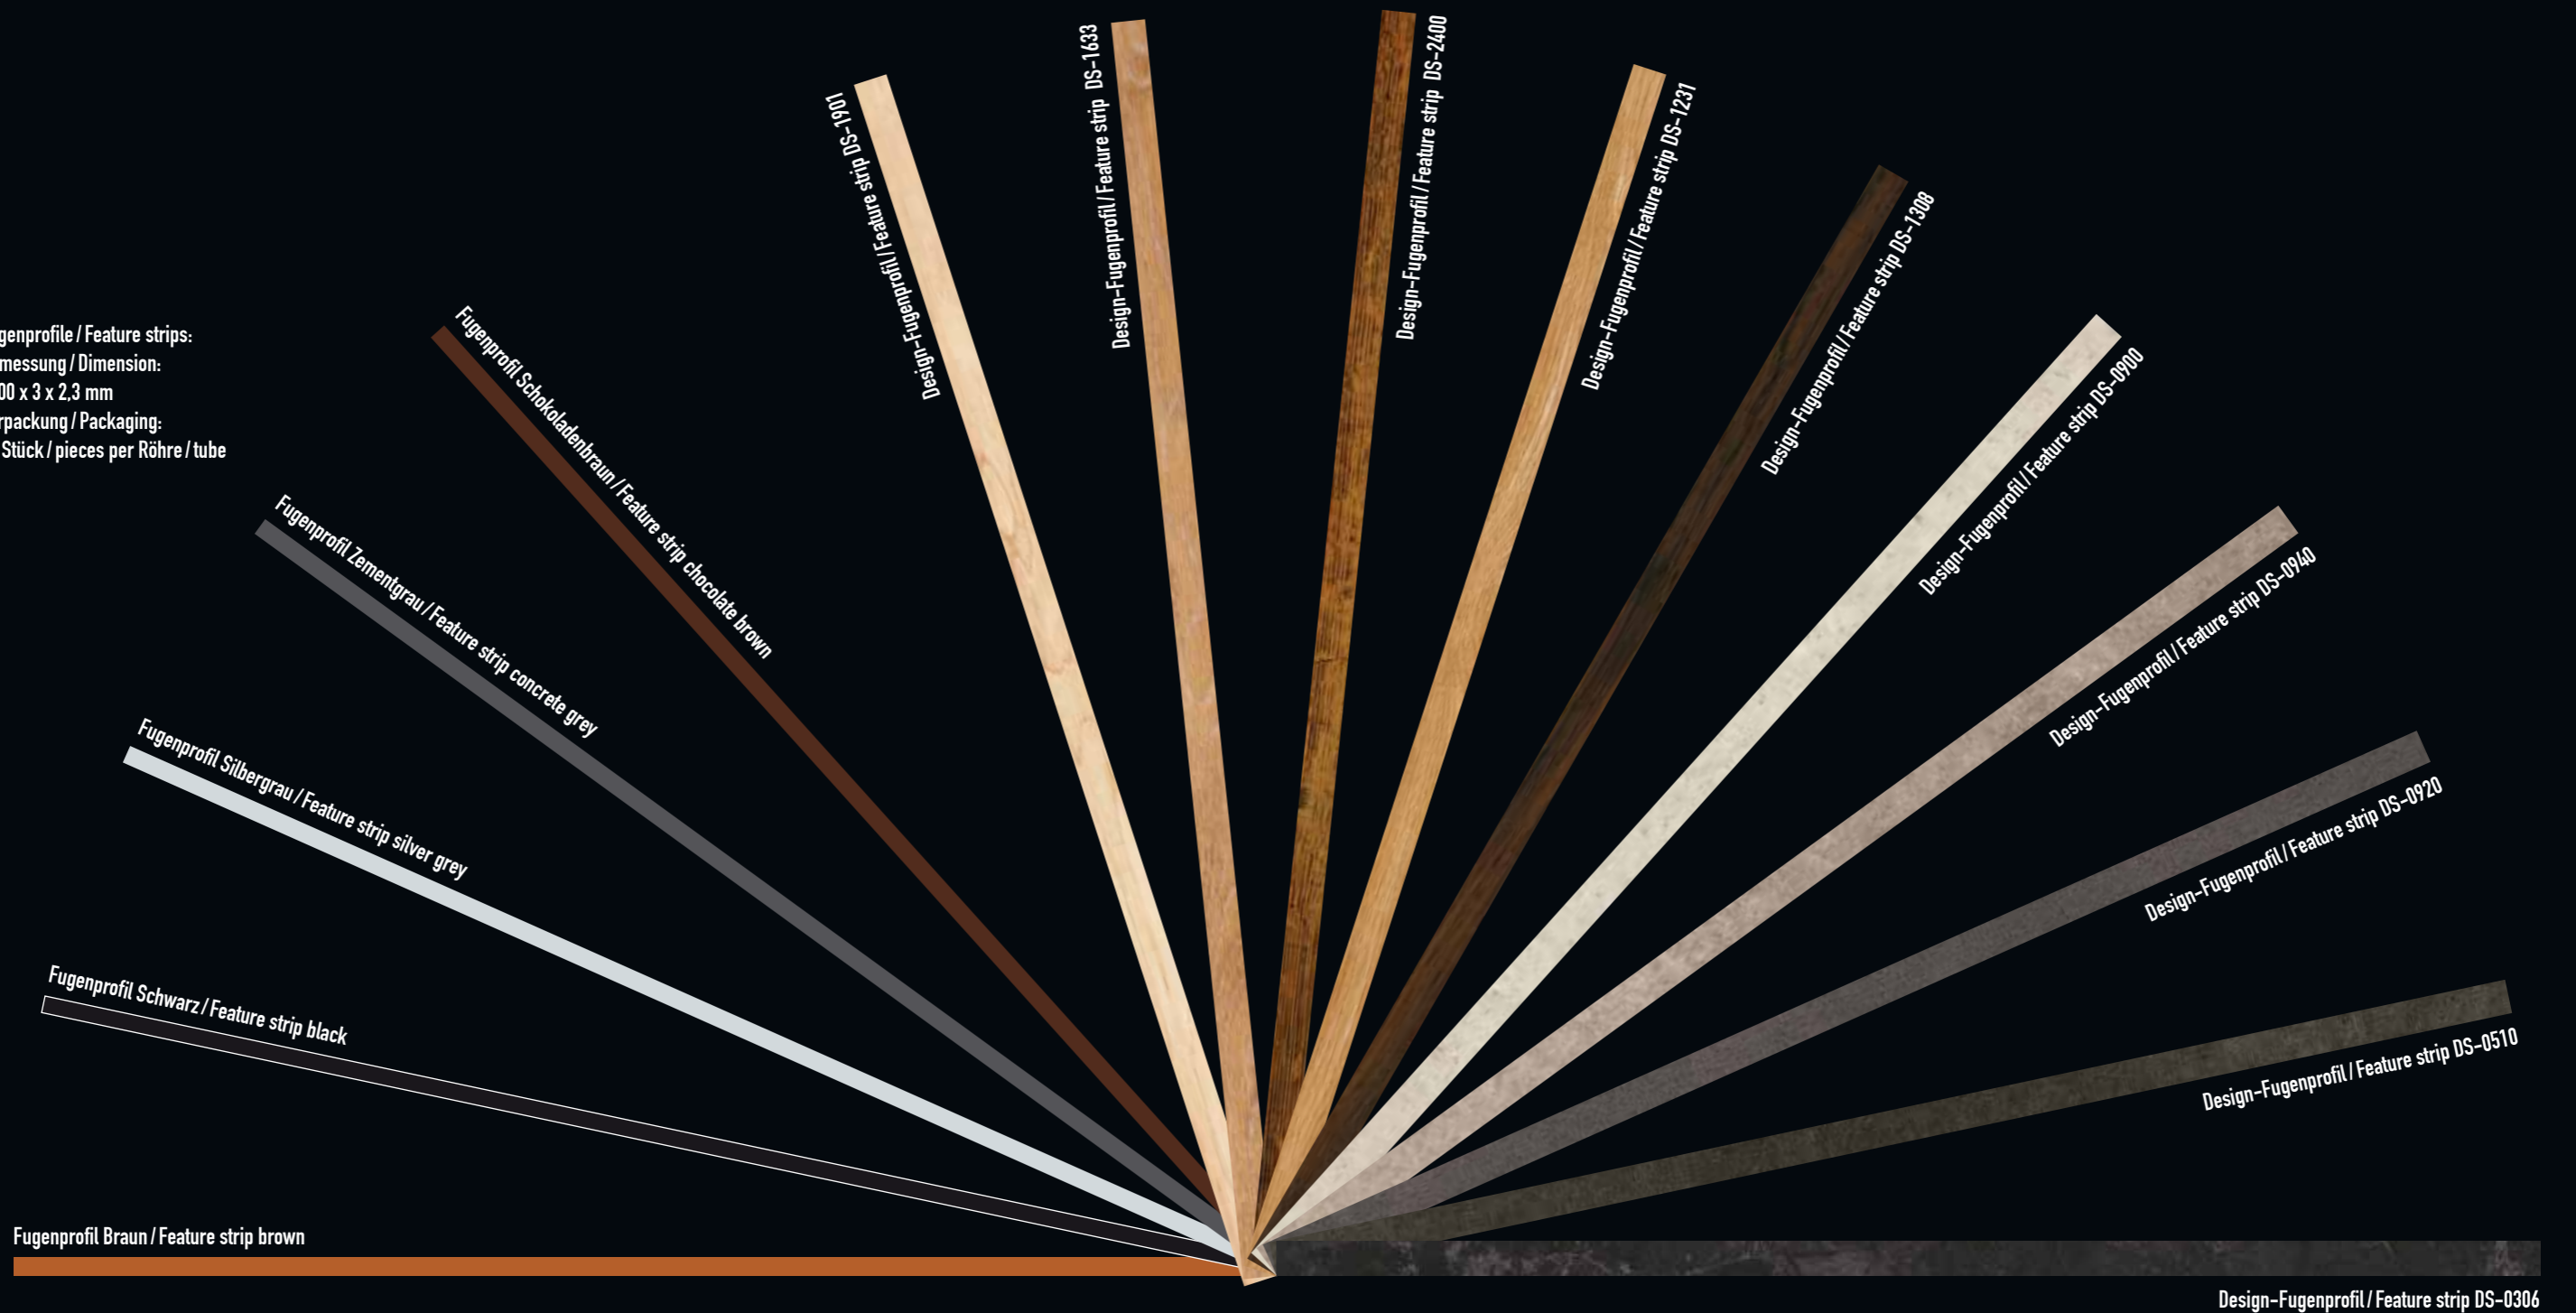 genprofile / Feature strips:
messung / Dimension:
00 x 3 x 2,3 mm
rpackung / Packaging:
Stück / pieces per Röhre / tube
Fugenprofil Braun / Feature strip brown
Fugenprofil Schwarz / Feature strip black
Fugenprofil Silbergrau / Feature strip silver grey
Fugenprofil Zementgrau / Feature strip concrete grey
Fugenprofil Schokoladenbraun / Feature strip chocolate brown
Design-Fugenprofil / Feature strip DS-1901
Design-Fugenprofil / Feature strip DS-1633
Design-Fugenprofil / Feature strip DS-2400
Design-Fugenprofil / Feature strip DS-1231
Design-Fugenprofil / Feature strip DS-1308
Design-Fugenprofil / Feature strip DS-0900
Design-Fugenprofil / Feature strip DS-0940
Design-Fugenprofil / Feature strip DS-0920
Design-Fugenprofil / Feature strip DS-0510
Design-Fugenprofil / Feature strip DS-0306